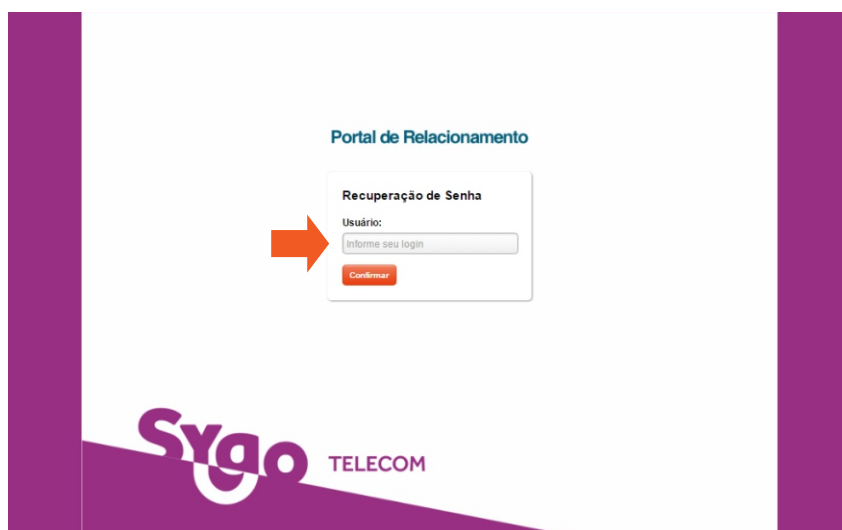 Portal de Relacionamento
Recuperação de Senha
Usuário:
Informe seu login
Confirmar
Sygo TELECOM